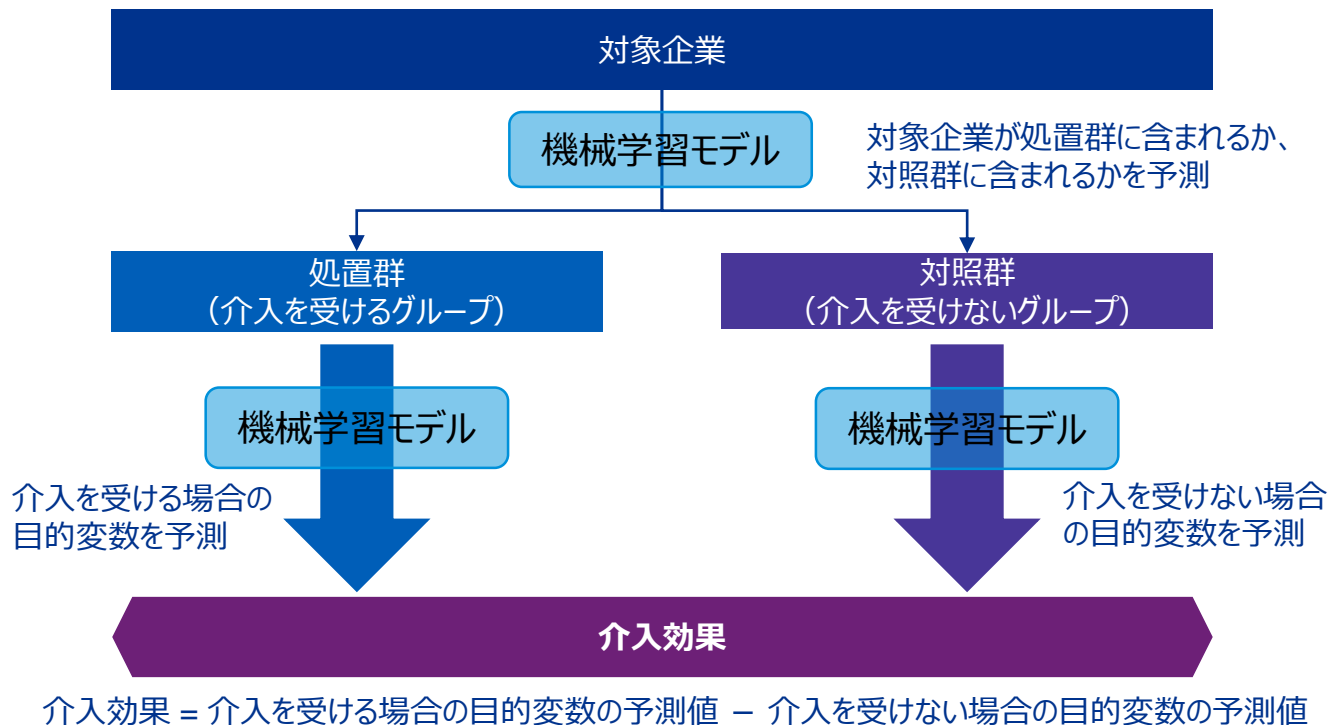 対象企業
機械学習モデル
対象企業が処置群に含まれるか、
対照群に含まれるかを予測
処置群
（介入を受けるグループ）
対照群
（介入を受けないグループ）
機械学習モデル
機械学習モデル
介入を受ける場合の
目的変数を予測
介入を受けない場合
の目的変数を予測
介入効果
介入効果 = 介入を受ける場合の目的変数の予測値 － 介入を受けない場合の目的変数の予測値